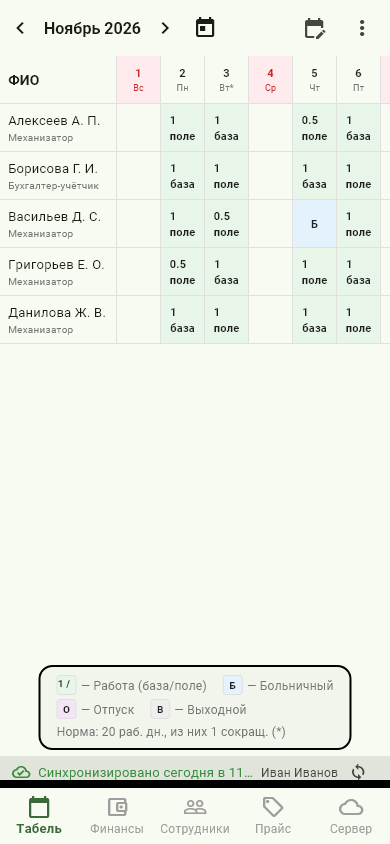 Ноябрь 2026
ФИО
1 2 3 4 5 6
Вс Пн Вт* Ср Чт Пт
Алексеев А. П.
Механизатор
1 поле 1 база 0.5 поле 1 база
Борисова Г. И.
Бухгалтер-учётчик
1 база 1 поле 1 база 1 поле
Васильев Д. С.
Механизатор
1 поле 0.5 поле Б 1 поле
Григорьев Е. О.
Механизатор
0.5 поле 1 база 1 поле 1 база
Данилова Ж. В.
Механизатор
1 база 1 поле 1 база 1 поле
1 / — Работа (база/поле) Б — Больничный
О — Отпуск В — Выходной
Норма: 20 раб. дн., из них 1 сокращ. (*)
Синхронизировано сегодня в 11… Иван Иванов
Табель Финансы Сотрудники Прайс Сервер